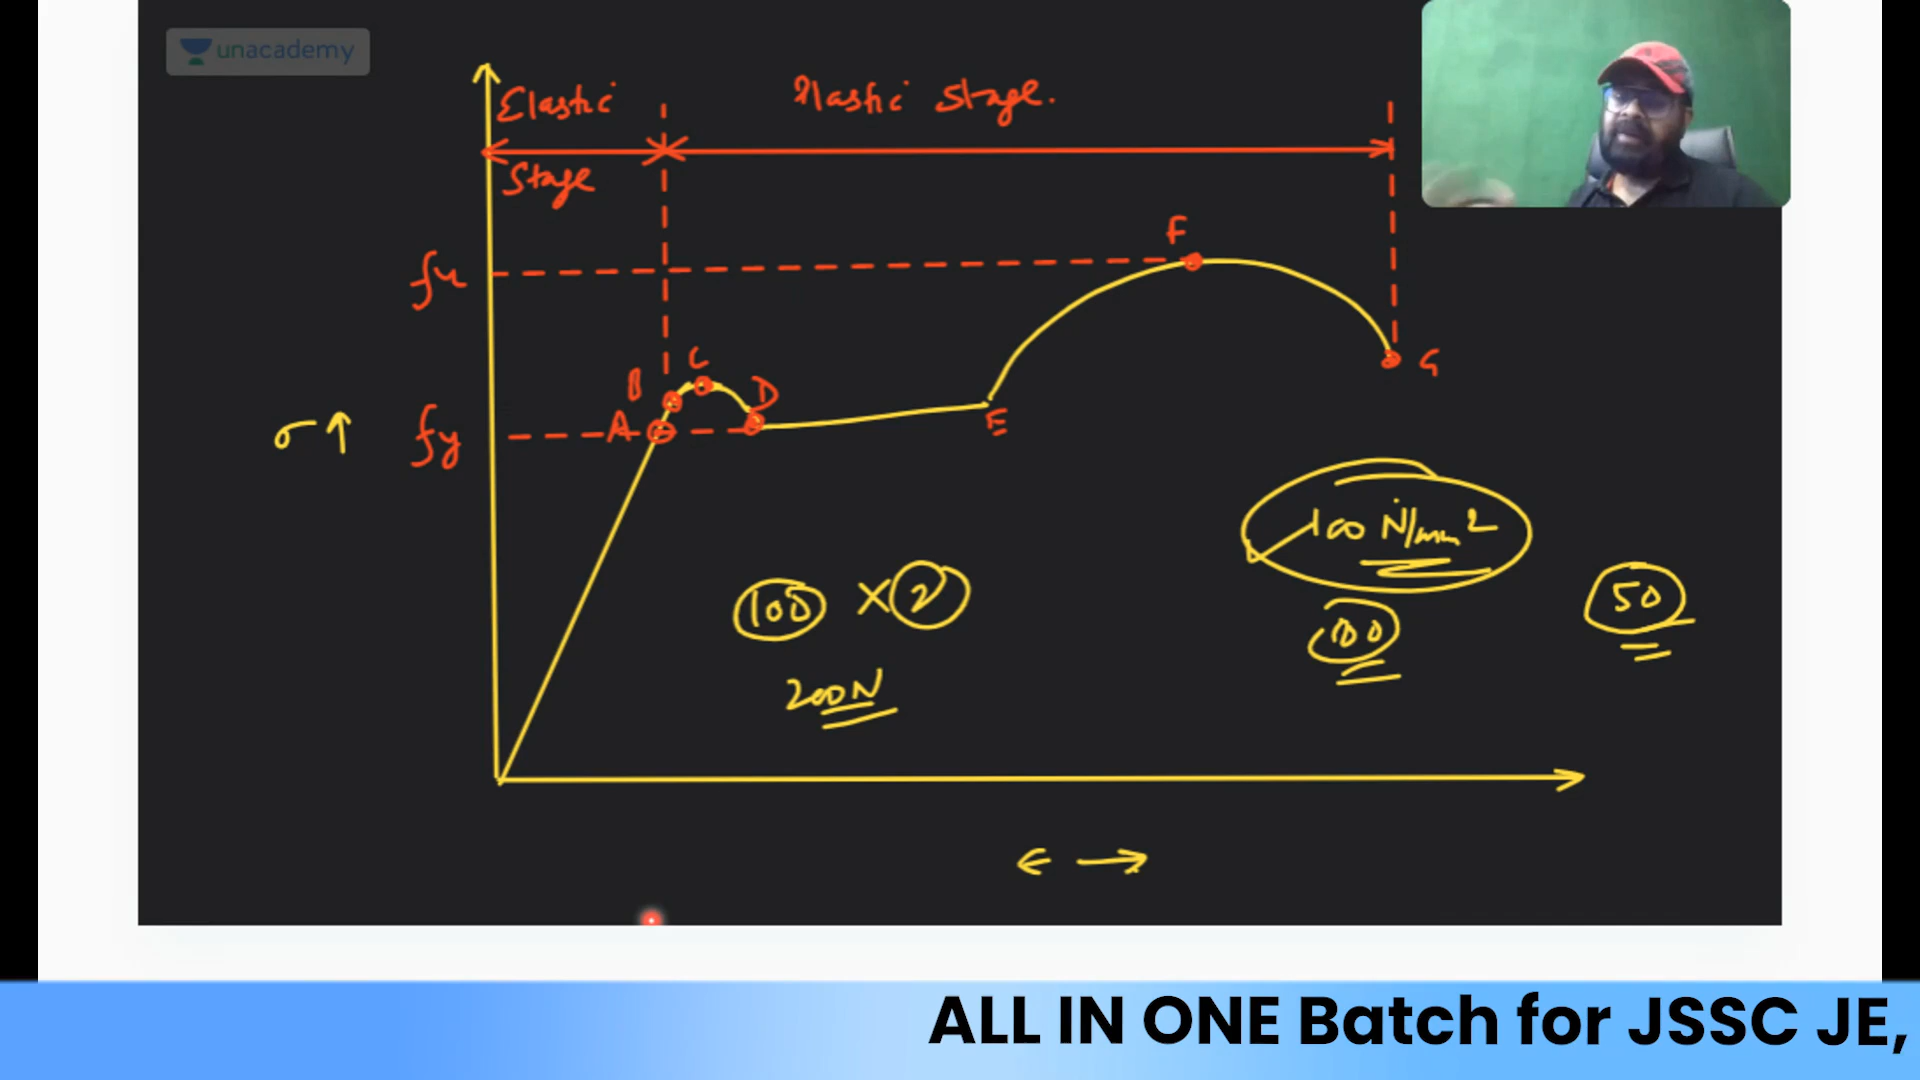 unacademy
Elastic
Plastic Stage.
Stage
F
fu
C
B
D
G
A
E
σ↑
fy
100 N/mm²
100 × 2
50
100
200N
ϵ →
ALL IN ONE Batch for JSSC JE,